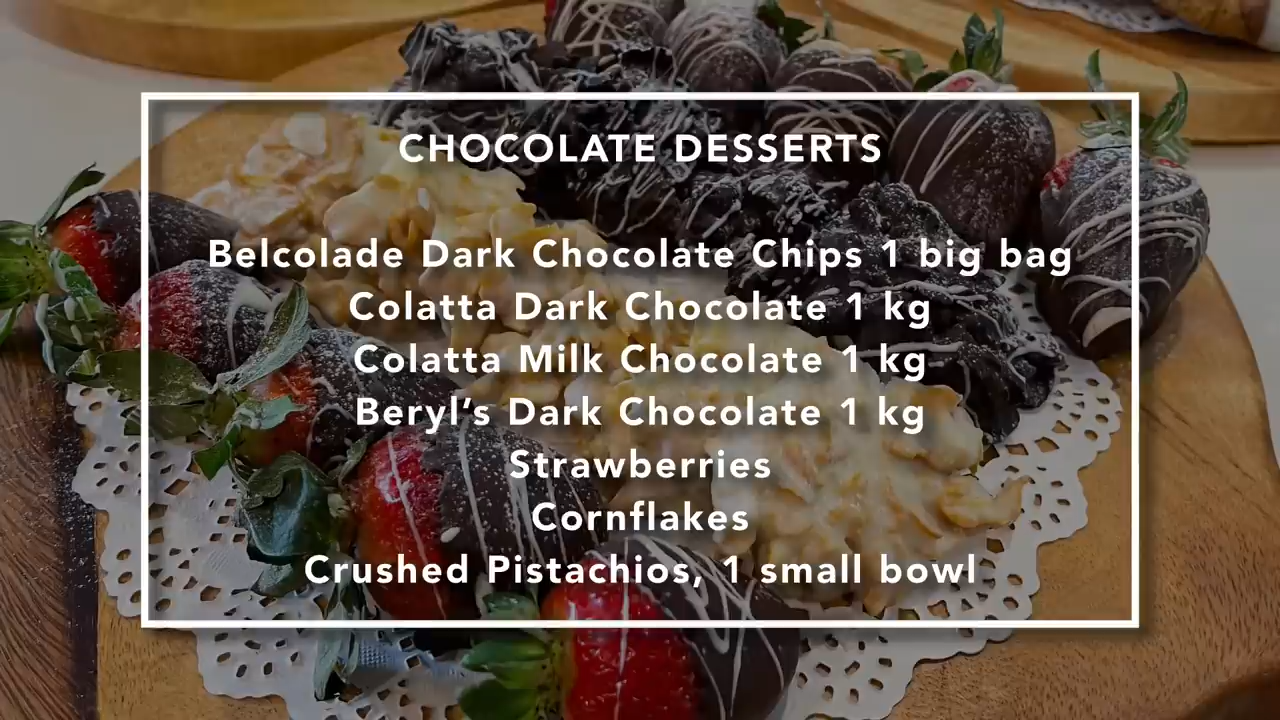 CHOCOLATE DESSERTS
Belcolade Dark Chocolate Chips 1 big bag
Colatta Dark Chocolate 1 kg
Colatta Milk Chocolate 1 kg
Beryl’s Dark Chocolate 1 kg
Strawberries
Cornflakes
Crushed Pistachios, 1 small bowl